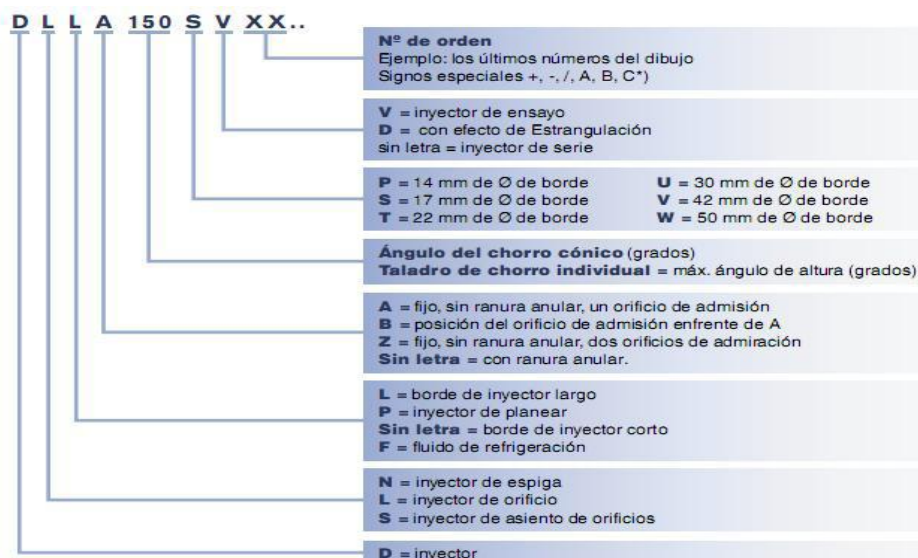 D L L A 150 S V XX..
Nº de orden
Ejemplo: los últimos números del dibujo
Signos especiales +, -, /, A, B, C*)
V = inyector de ensayo
D = con efecto de Estrangulación
sin letra = inyector de serie
P = 14 mm de Ø de borde U = 30 mm de Ø de borde
S = 17 mm de Ø de borde V = 42 mm de Ø de borde
T = 22 mm de Ø de borde W = 50 mm de Ø de borde
Ángulo del chorro cónico (grados)
Taladro de chorro individual = máx. ángulo de altura (grados)
A = fijo, sin ranura anular, un orificio de admisión
B = posición del orificio de admisión enfrente de A
Z = fijo, sin ranura anular, dos orificios de admiración
Sin letra = con ranura anular.
L = borde de inyector largo
P = inyector de planear
Sin letra = borde de inyector corto
F = fluido de refrigeración
N = inyector de espiga
L = inyector de orificio
S = inyector de asiento de orificios
D = inyector